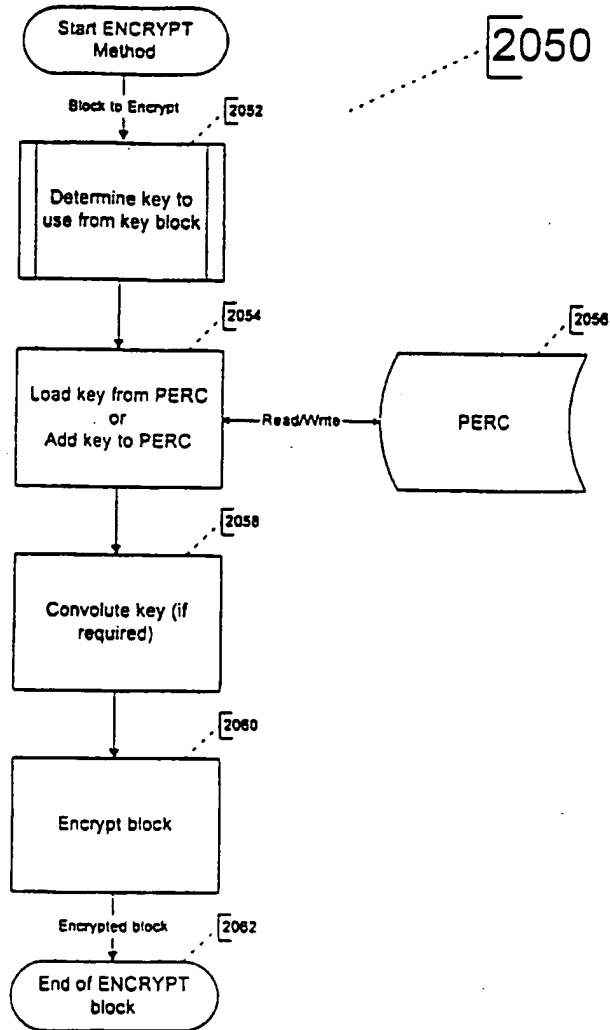 Start ENCRYPT
Method
2050
Block to Encrypt
2052
Determine key to
use from key block
2054
2056
Load key from PERC
or
Add key to PERC
Read/Write
PERC
2058
Convolute key (if
required)
2060
Encrypt block
Encrypted block
2062
End of ENCRYPT
block